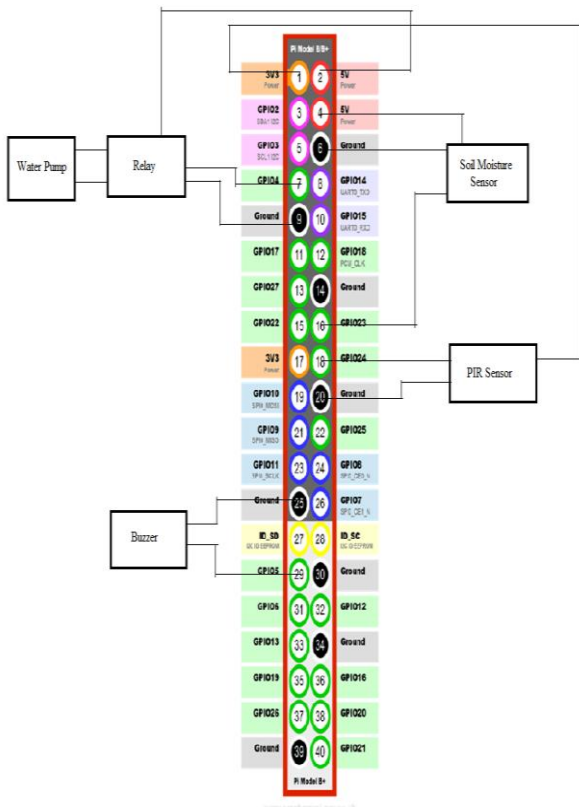 Pi Model B/B+
3V3
Power
1
2
5V
Power
GPIO2
SDA1 I2C
3
4
5V
Power
GPIO3
SCL1 I2C
5
6
Ground
Water Pump
Relay
Soil Moisture
Sensor
GPIO4
7
8
GPIO14
UART0_TXD
Ground
9
10
GPIO15
UART0_RXD
GPIO17
11
12
GPIO18
PCM_CLK
GPIO27
13
14
Ground
GPIO22
15
16
GPIO23
3V3
Power
17
18
GPIO24
PIR Sensor
GPIO10
SPI0_MOSI
19
20
Ground
GPIO9
SPI0_MISO
21
22
GPIO25
GPIO11
SPI0_SCLK
23
24
GPIO8
SPI0_CE0_N
Ground
25
26
GPIO7
SPI0_CE1_N
Buzzer
ID_SD
I2C ID EEPROM
27
28
ID_SC
I2C ID EEPROM
GPIO5
29
30
Ground
GPIO6
31
32
GPIO12
GPIO13
33
34
Ground
GPIO19
35
36
GPIO16
GPIO26
37
38
GPIO20
Ground
39
40
GPIO21
Pi Model B+